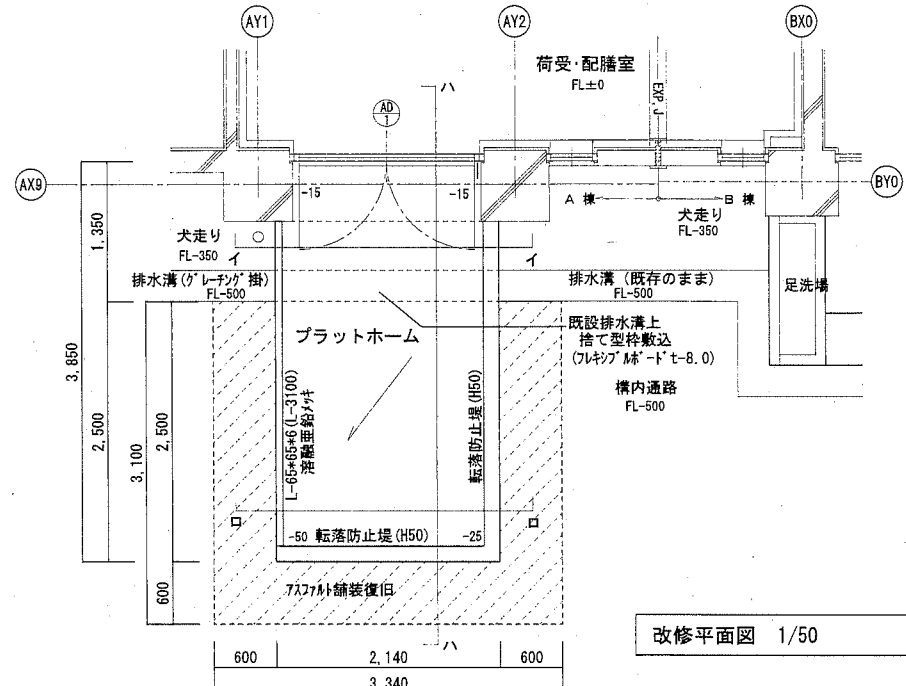 AY1
AY2
BX0
荷受・配膳室
FL±0
ハ
EXP.J
AD
1
AX9
BY0
-15
-15
A 棟
B 棟
犬走り
FL-350
犬走り
FL-350
イ
イ
1,350
排水溝(グレーチング掛)
FL-500
排水溝(既存のまま)
FL-500
足洗場
プラットホーム
既設排水溝上
捨て型枠敷込
(フレキシブルボードt-8.0)
構内通路
FL-500
3,850
2,500
3,100
2,500
L-65*65*6(L-3100)
溶融亜鉛メッキ
転落防止堤(H50)
ロ
ロ
-50 転落防止堤(H50) -25
アスファルト舗装復旧
600
ハ
改修平面図 1/50
600
2,140
600
3,340